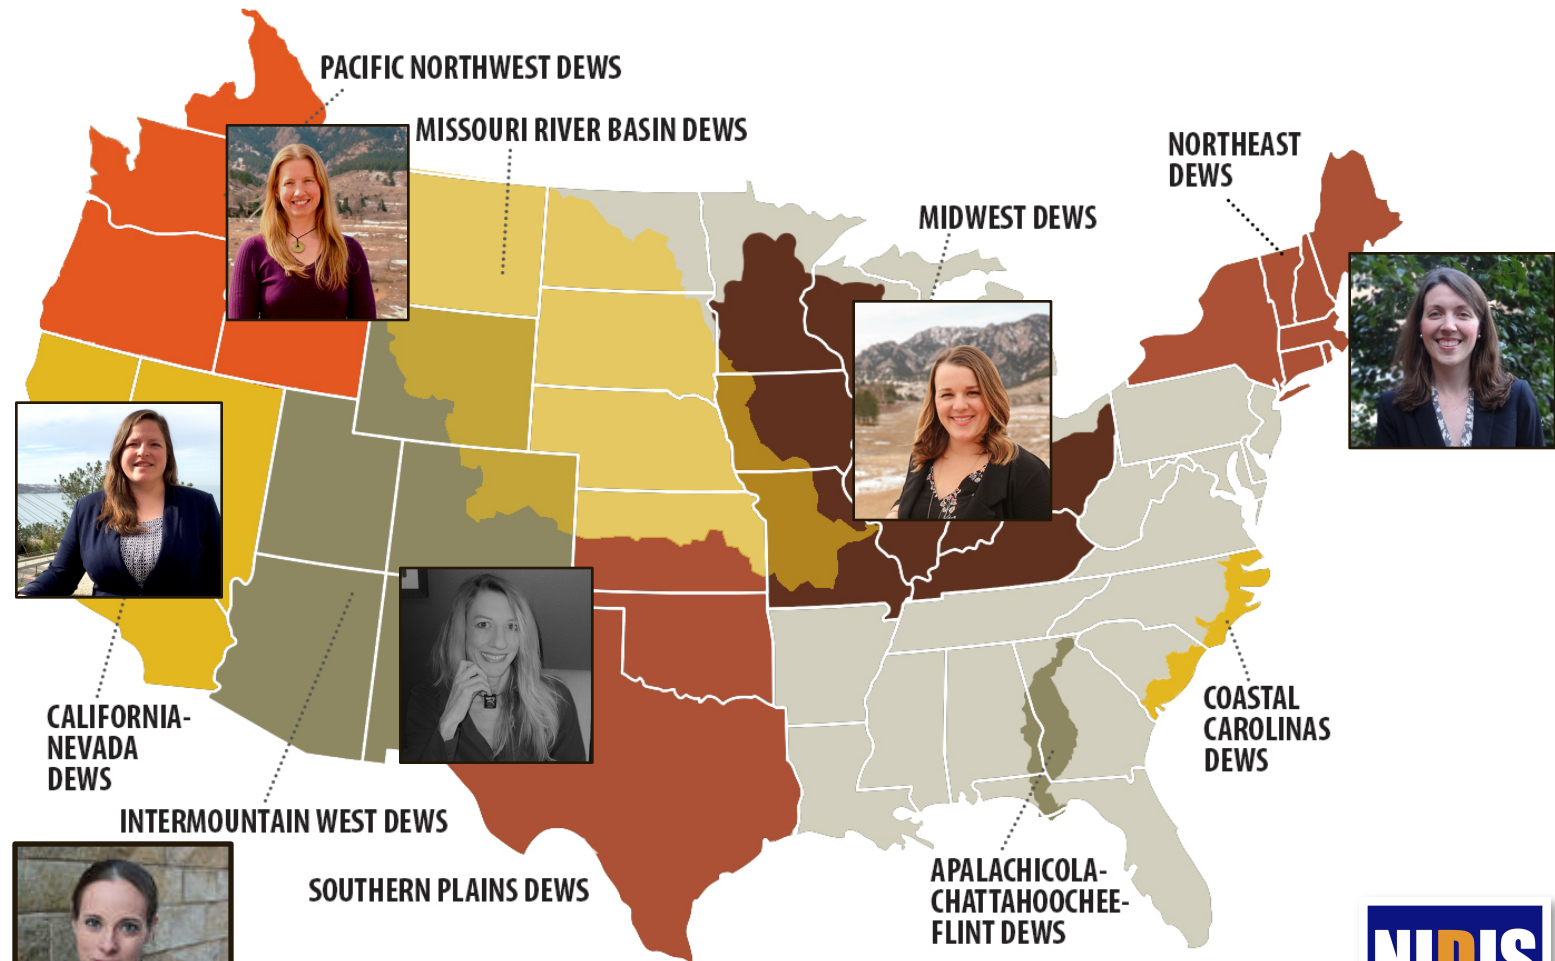 PACIFIC NORTHWEST DEWS
MISSOURI RIVER BASIN DEWS
NORTHEAST
DEWS
MIDWEST DEWS
CALIFORNIA-
NEVADA
DEWS
COASTAL
CAROLINAS
DEWS
INTERMOUNTAIN WEST DEWS
SOUTHERN PLAINS DEWS
APALACHICOLA-
CHATTAHOOCHEE-
FLINT DEWS
NIDIS